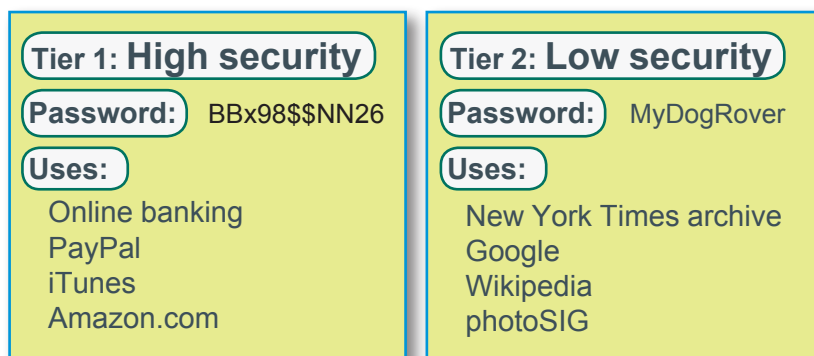 Tier 1: High security
Password: BBx98$$NN26
Uses:
Online banking
PayPal
iTunes
Amazon.com
Tier 2: Low security
Password: MyDogRover
Uses:
New York Times archive
Google
Wikipedia
photoSIG